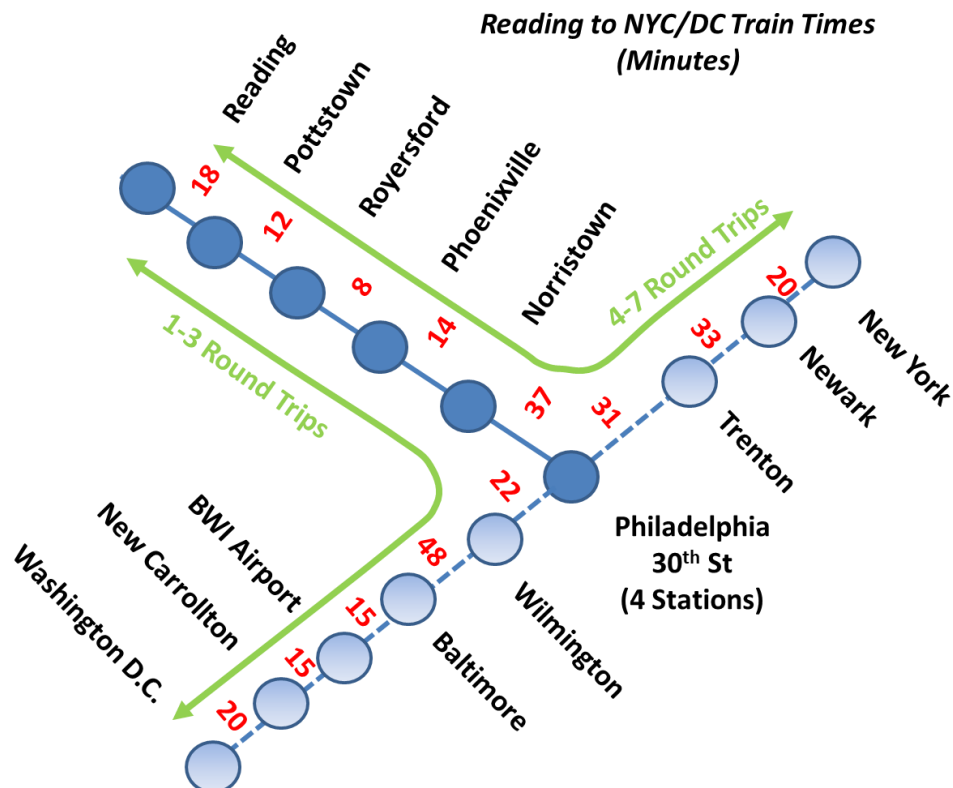 Reading to NYC/DC Train Times
(Minutes)
Reading
Pottstown
Royersford
Phoenixville
Norristown
18
12
8
14
37
4-7 Round Trips
1-3 Round Trips
20
33
31
New York
Newark
Trenton
Philadelphia
30th St
(4 Stations)
22
48
15
15
20
Wilmington
Baltimore
BWI Airport
New Carrollton
Washington D.C.